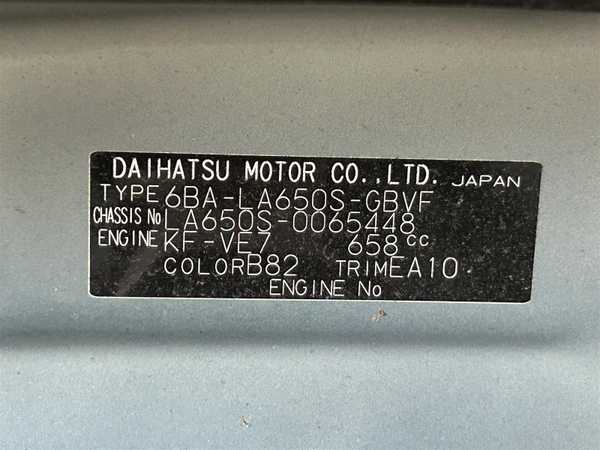 DAIHATSU MOTOR CO.,LTD. JAPAN
TYPE 6BA-LA650S-GBVF
CHASSIS No LA650S-0065448
ENGINE KF-VE7 658cc
COLOR B82 TRIM EA10
ENGINE No